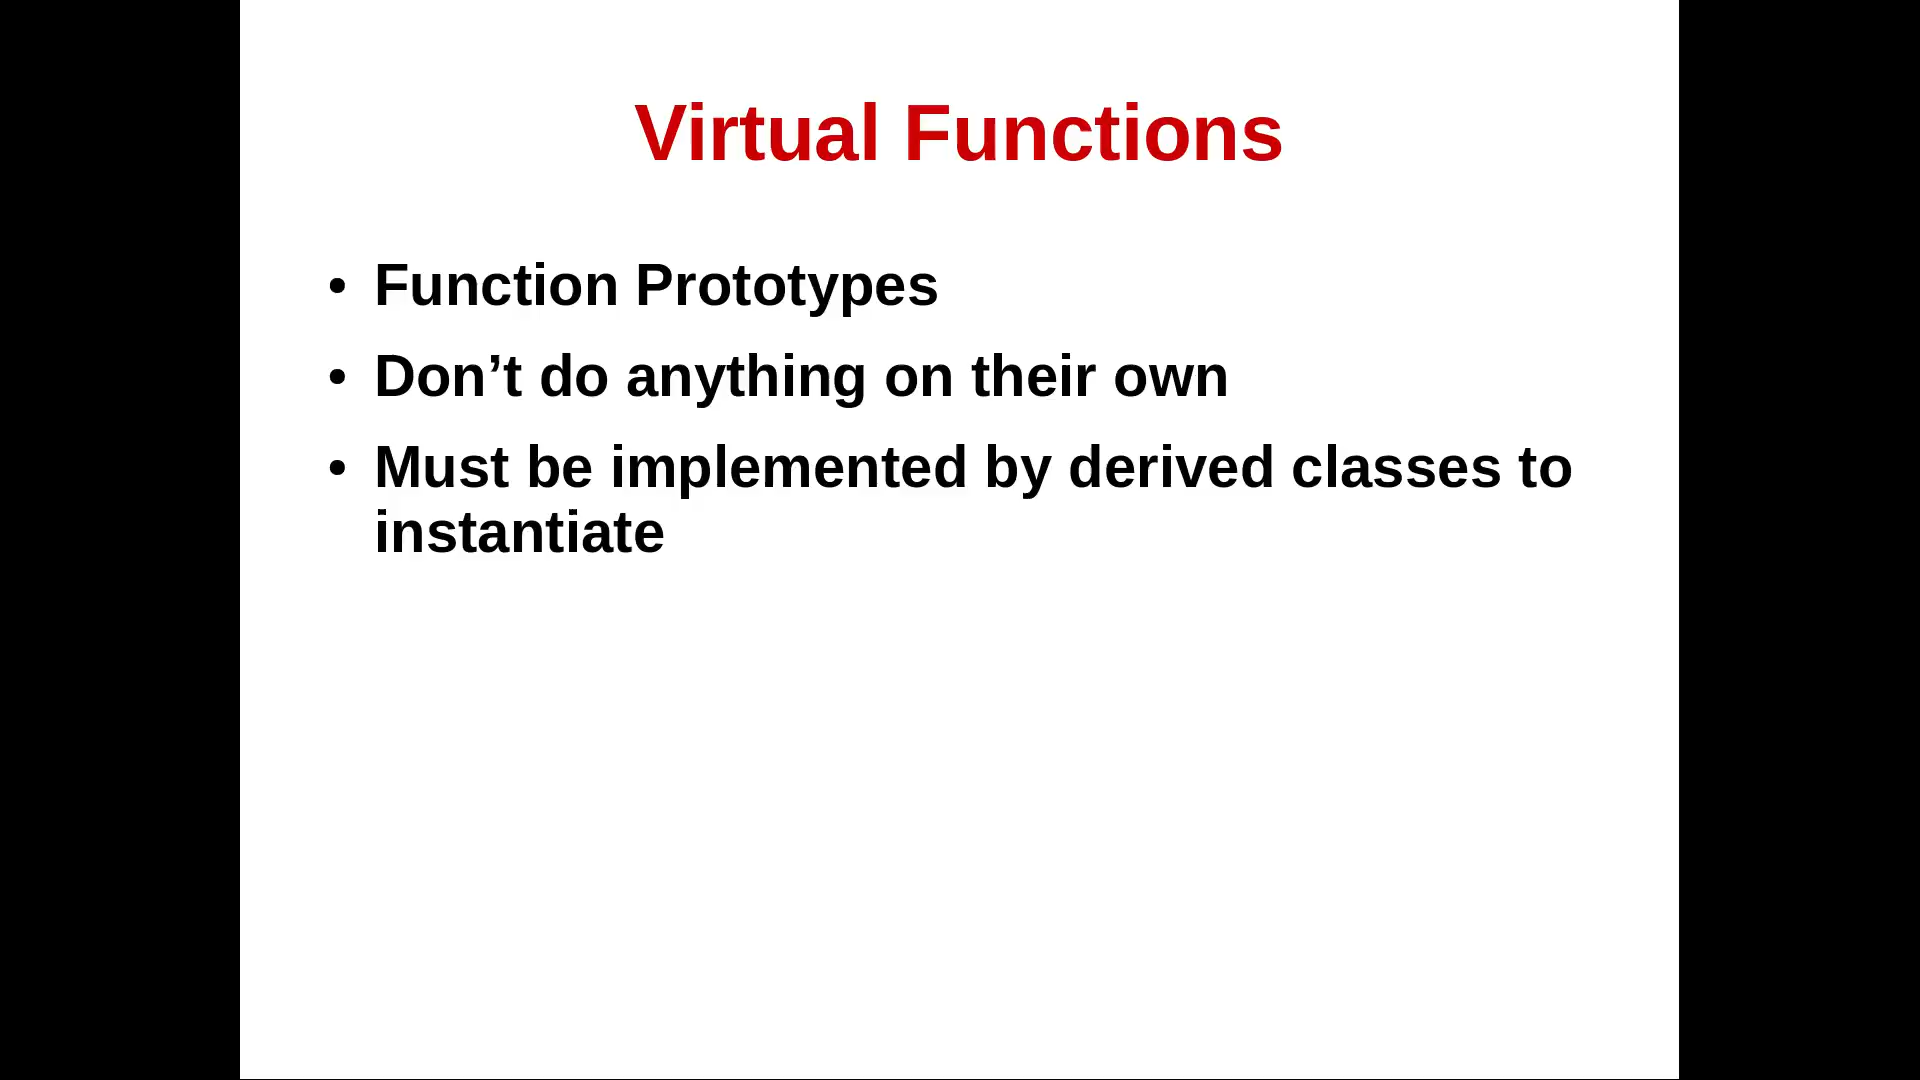 Virtual Functions
• Function Prototypes
• Don’t do anything on their own
• Must be implemented by derived classes to
instantiate